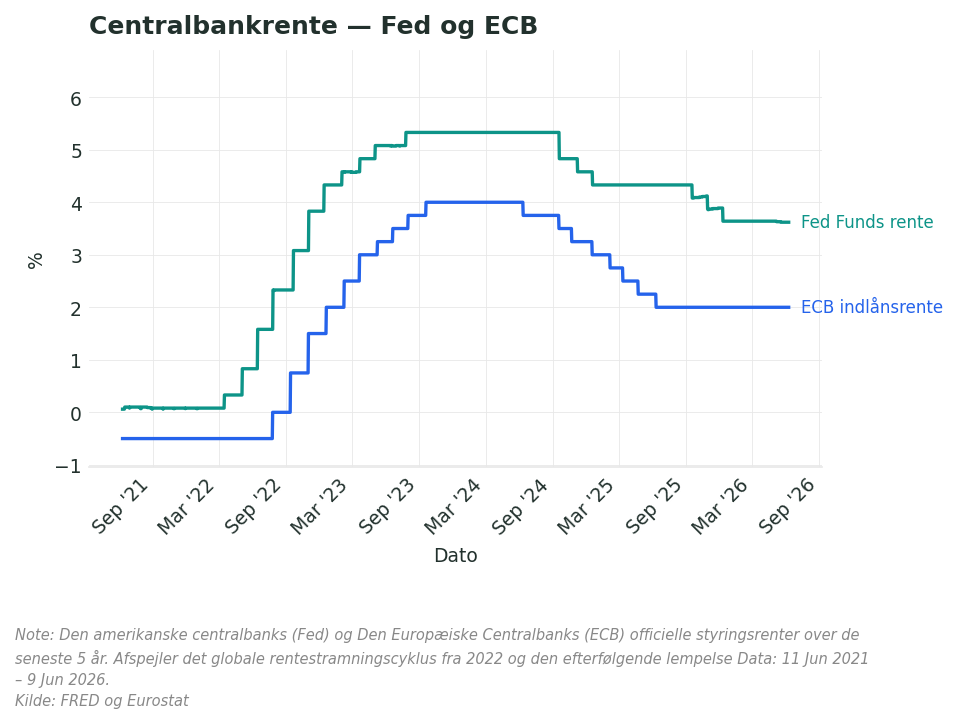 Centralbankrente — Fed og ECB
6
5
4
3
2
1
0
−1
%
Fed Funds rente
ECB indlånsrente
Sep '21
Mar '22
Sep '22
Mar '23
Sep '23
Mar '24
Sep '24
Mar '25
Sep '25
Mar '26
Sep '26
Dato
Note: Den amerikanske centralbanks (Fed) og Den Europæiske Centralbanks (ECB) officielle styringsrenter over de
seneste 5 år. Afspejler det globale rentestramningscyklus fra 2022 og den efterfølgende lempelse Data: 11 Jun 2021
– 9 Jun 2026.
Kilde: FRED og Eurostat